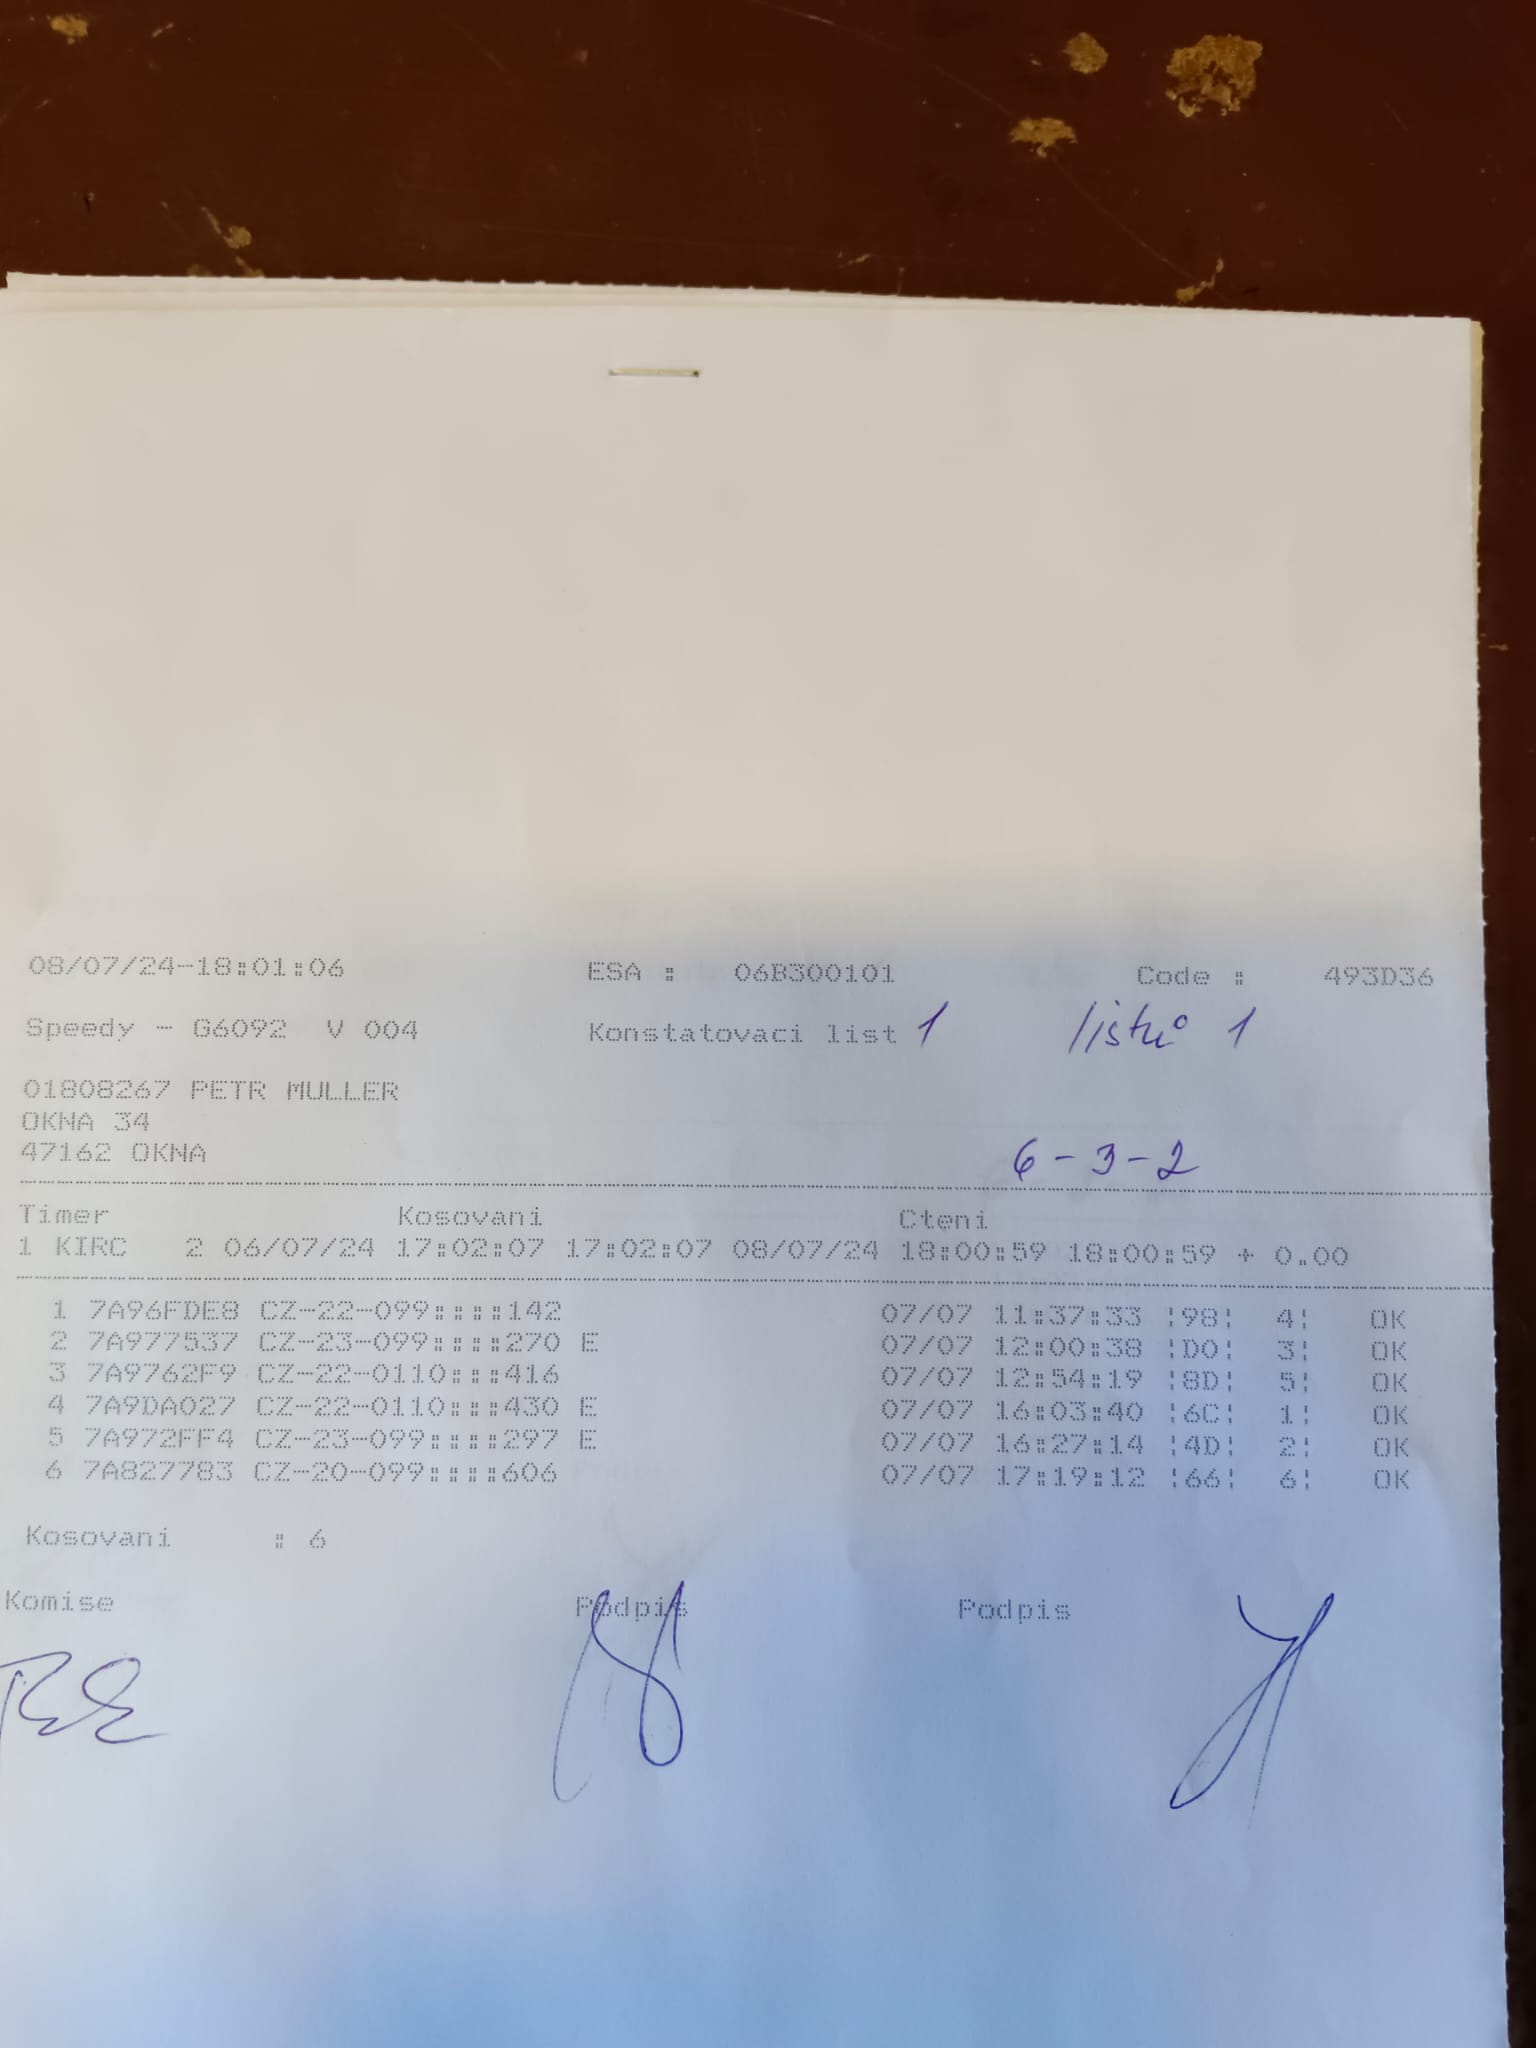 08/07/24-18:01:06 ESA : 06B300101 Code : 493D36
Speedy - G6092 V 004 Konstatovaci list 1 listů 1
01808267 PETR MULLER
OKNA 34
47162 OKNA
6-3-2
Timer Kosovani Cteni
1 KIRC 2 06/07/24 17:02:07 17:02:07 08/07/24 18:00:59 18:00:59 + 0.00
1 7A96FDE8 CZ-22-099::::142 07/07 11:37:33 ¦98¦ 4¦ OK
2 7A977537 CZ-23-099::::270 E 07/07 12:00:38 ¦D0¦ 3¦ OK
3 7A9762F9 CZ-22-0110:::416 07/07 12:54:19 ¦8D¦ 5¦ OK
4 7A9DA027 CZ-22-0110:::430 E 07/07 16:03:40 ¦6C¦ 1¦ OK
5 7A972FF4 CZ-23-099::::297 E 07/07 16:27:14 ¦4D¦ 2¦ OK
6 7A827783 CZ-20-099::::606 07/07 17:19:12 ¦66¦ 6¦ OK
Kosovani : 6
Komise Podpis Podpis